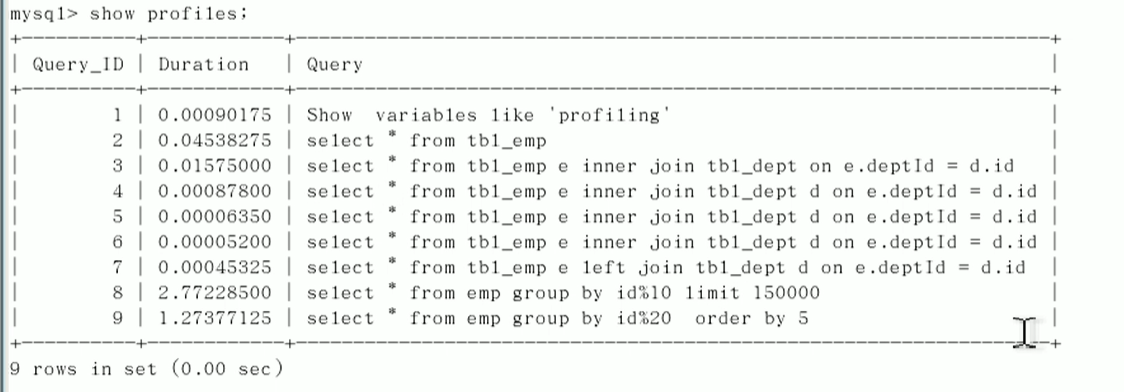 mysql> show profiles;
+----------+------------+---------------------------------------------------------------+
| Query_ID | Duration   | Query                                                         |
+----------+------------+---------------------------------------------------------------+
|        1 | 0.00090175 | Show  variables like 'profiling'                              |
|        2 | 0.04538275 | select * from tbl_emp                                         |
|        3 | 0.01575000 | select * from tbl_emp e inner join tbl_dept on e.deptId = d.id   |
|        4 | 0.00087800 | select * from tbl_emp e inner join tbl_dept d on e.deptId = d.id |
|        5 | 0.00006350 | select * from tbl_emp e inner join tbl_dept d on e.deptId = d.id |
|        6 | 0.00005200 | select * from tbl_emp e inner join tbl_dept d on e.deptId = d.id |
|        7 | 0.00045325 | select * from tbl_emp e left join tbl_dept d on e.deptId = d.id  |
|        8 | 2.77228500 | select * from emp group by id%10 limit 150000                 |
|        9 | 1.27377125 | select * from emp group by id%20  order by 5                  |
+----------+------------+---------------------------------------------------------------+
9 rows in set (0.00 sec)